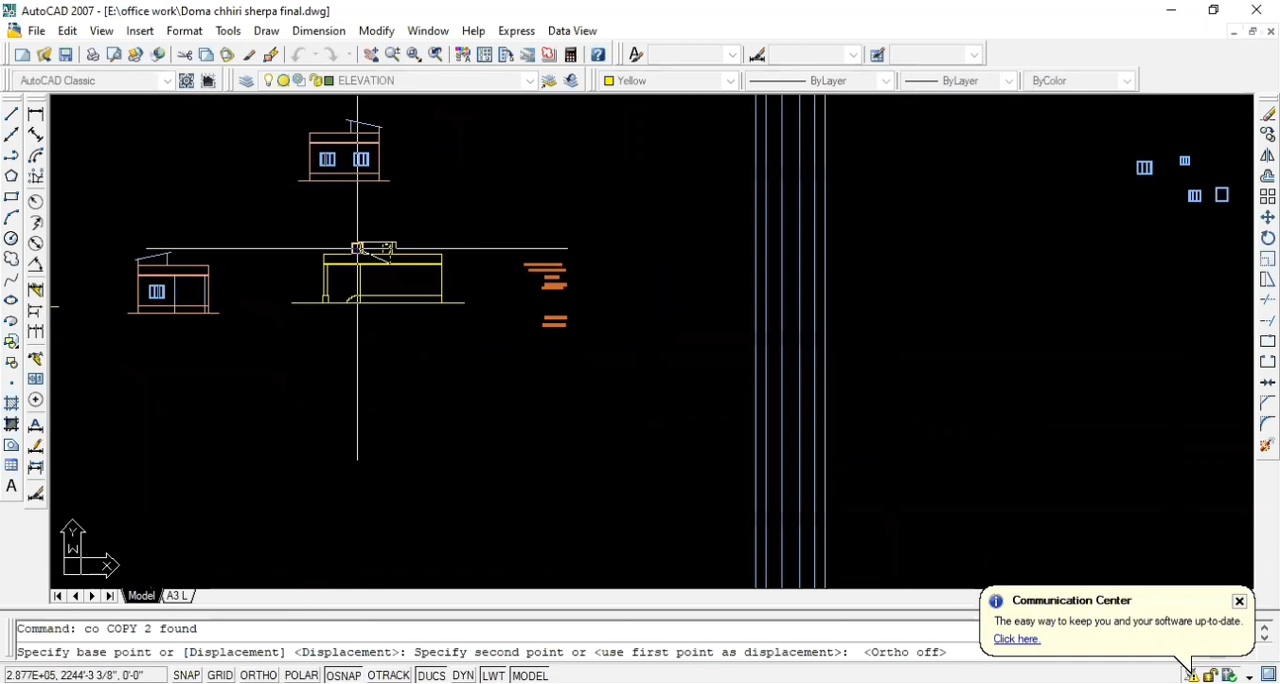 AutoCAD 2007 - [E:\office work\Doma chhiri sherpa final.dwg]
File Edit View Insert Format Tools Draw Dimension Modify Window Help Express Data View
AutoCAD Classic ELEVATION Yellow ByLayer ByLayer ByColor
Y
W X
A
Model A3 L
Communication Center
The easy way to keep you and your software up-to-date.
Click here.
Command: co COPY 2 found
Specify base point or [Displacement] <Displacement>: Specify second point or <use first point as displacement>: <Ortho off>
2.877E+05, 2244'-3 3/8", 0'-0" SNAP GRID ORTHO POLAR OSNAP OTRACK DUCS DYN LWT MODEL